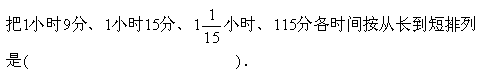 把1小时9分、1小时15分、1\frac{1}{15}小时、115分各时间按从长到短排列
是( ).